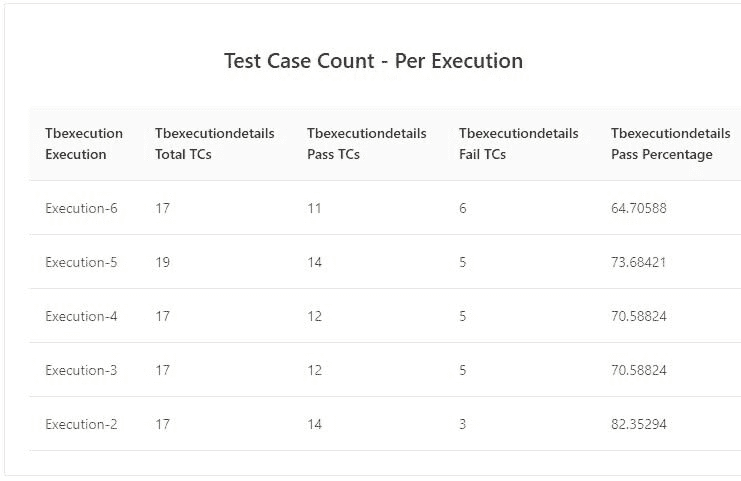 Test Case Count - Per Execution
Tbexecution Execution Tbexecutiondetails Total TCs Tbexecutiondetails Pass TCs Tbexecutiondetails Fail TCs Tbexecutiondetails Pass Percentage
Execution-6 17 11 6 64.70588
Execution-5 19 14 5 73.68421
Execution-4 17 12 5 70.58824
Execution-3 17 12 5 70.58824
Execution-2 17 14 3 82.35294